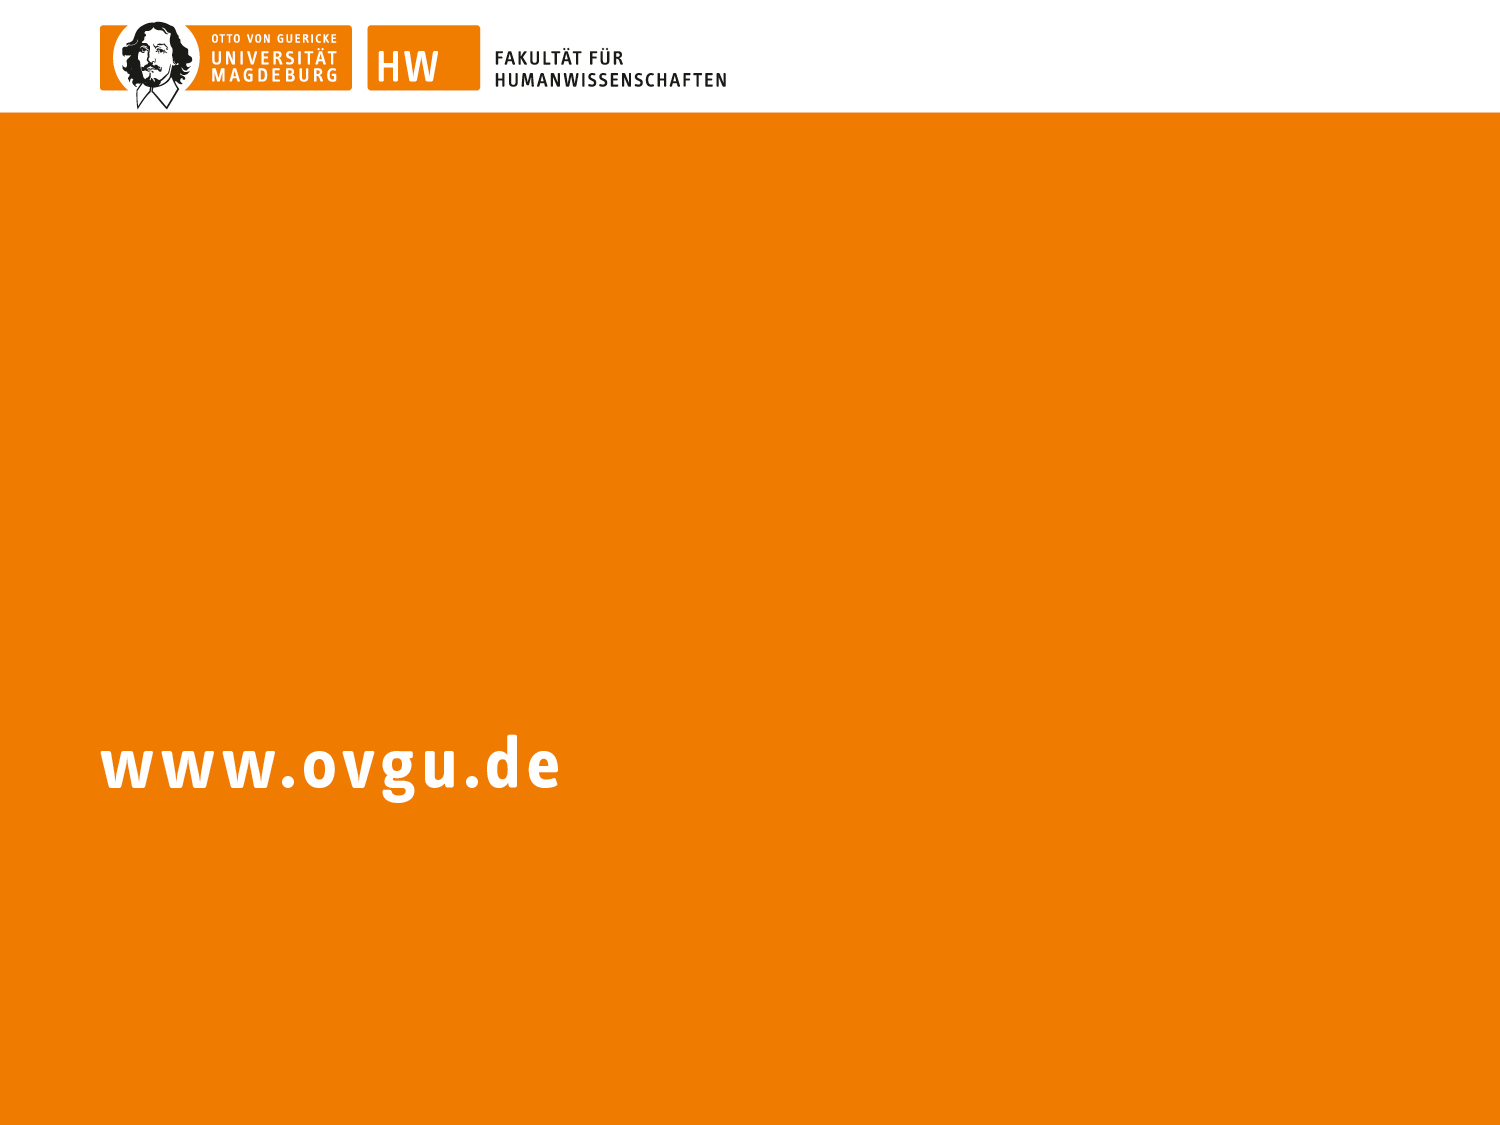 OTTO VON GUERICKE
UNIVERSITÄT
MAGDEBURG
HW
FAKULTÄT FÜR
HUMANWISSENSCHAFTEN
www.ovgu.de